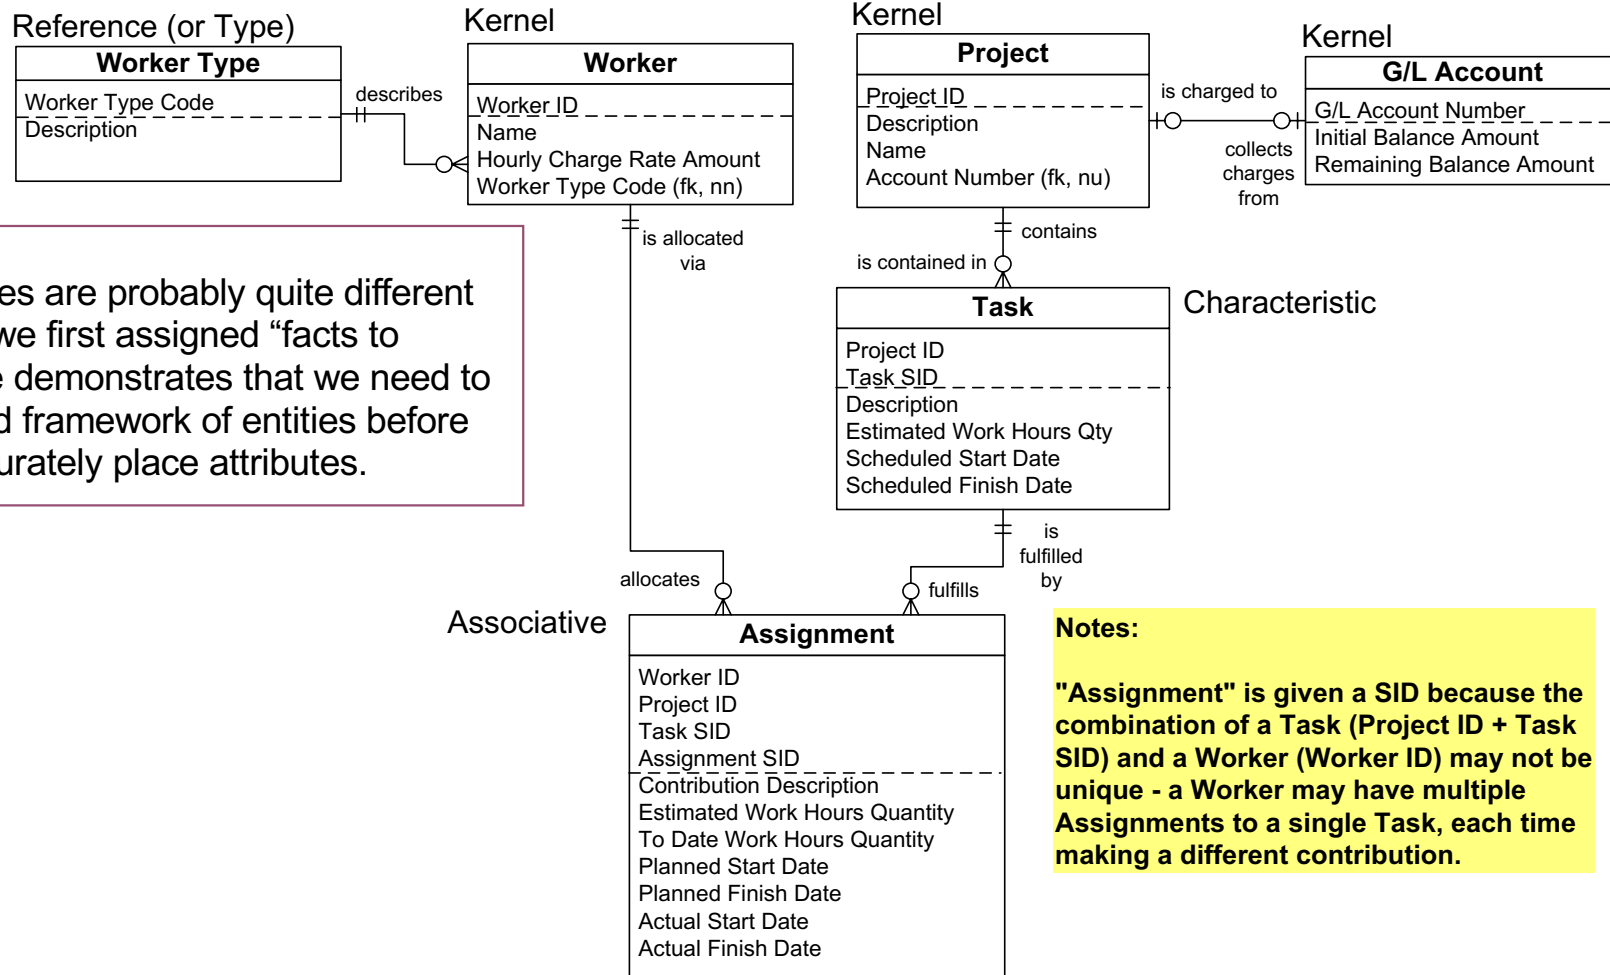 Reference (or Type)
Worker Type
Worker Type Code
Description
describes
Kernel
Worker
Worker ID
Name
Hourly Charge Rate Amount
Worker Type Code (fk, nn)
Kernel
Project
Project ID
Description
Name
Account Number (fk, nu)
is charged to
collects
charges
from
Kernel
G/L Account
G/L Account Number
Initial Balance Amount
Remaining Balance Amount
is allocated
via
contains
is contained in
es are probably quite different
we first assigned “facts to
e demonstrates that we need to
d framework of entities before
urately place attributes.
Task
Characteristic
Project ID
Task SID
Description
Estimated Work Hours Qty
Scheduled Start Date
Scheduled Finish Date
is
fulfilled
by
allocates
fulfills
Associative
Assignment
Worker ID
Project ID
Task SID
Assignment SID
Contribution Description
Estimated Work Hours Quantity
To Date Work Hours Quantity
Planned Start Date
Planned Finish Date
Actual Start Date
Actual Finish Date
Notes:
"Assignment" is given a SID because the
combination of a Task (Project ID + Task
SID) and a Worker (Worker ID) may not be
unique - a Worker may have multiple
Assignments to a single Task, each time
making a different contribution.